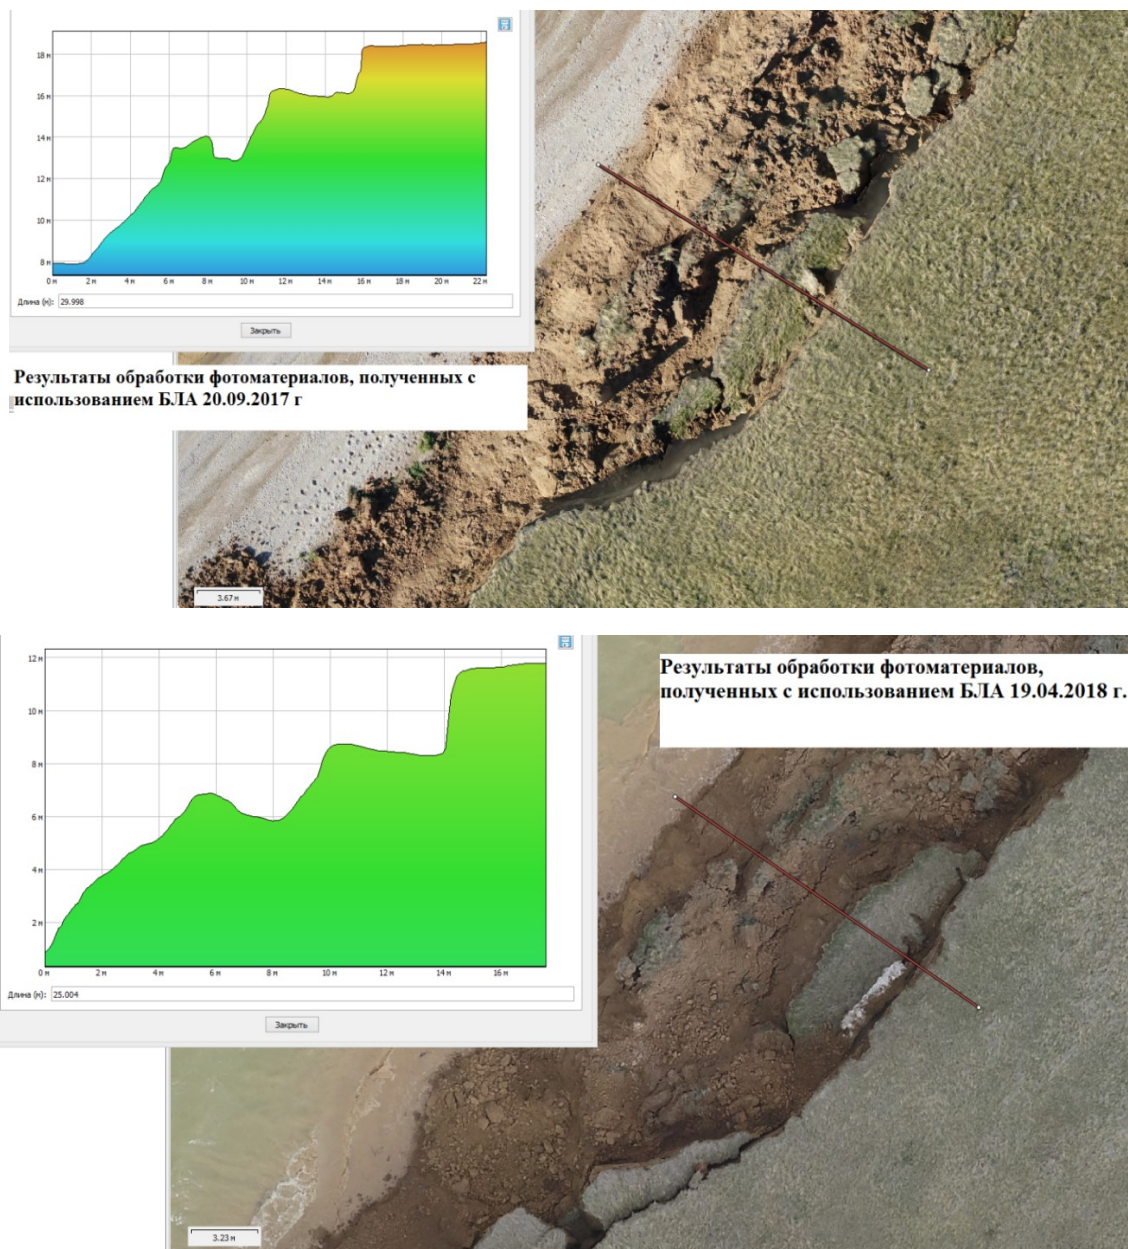 18 м
16 м
14 м
12 м
10 м
8 м
0 м 2 м 4 м 6 м 8 м 10 м 12 м 14 м 16 м 18 м 20 м 22 м
Длина (м): 29.998
Закрыть
Результаты обработки фотоматериалов, полученных с
использованием БЛА 20.09.2017 г
3.67 м
12 м
10 м
8 м
6 м
4 м
2 м
0 м 2 м 4 м 6 м 8 м 10 м 12 м 14 м 16 м
Длина (м): 25.004
Закрыть
Результаты обработки фотоматериалов,
полученных с использованием БЛА 19.04.2018 г.
3.23 м